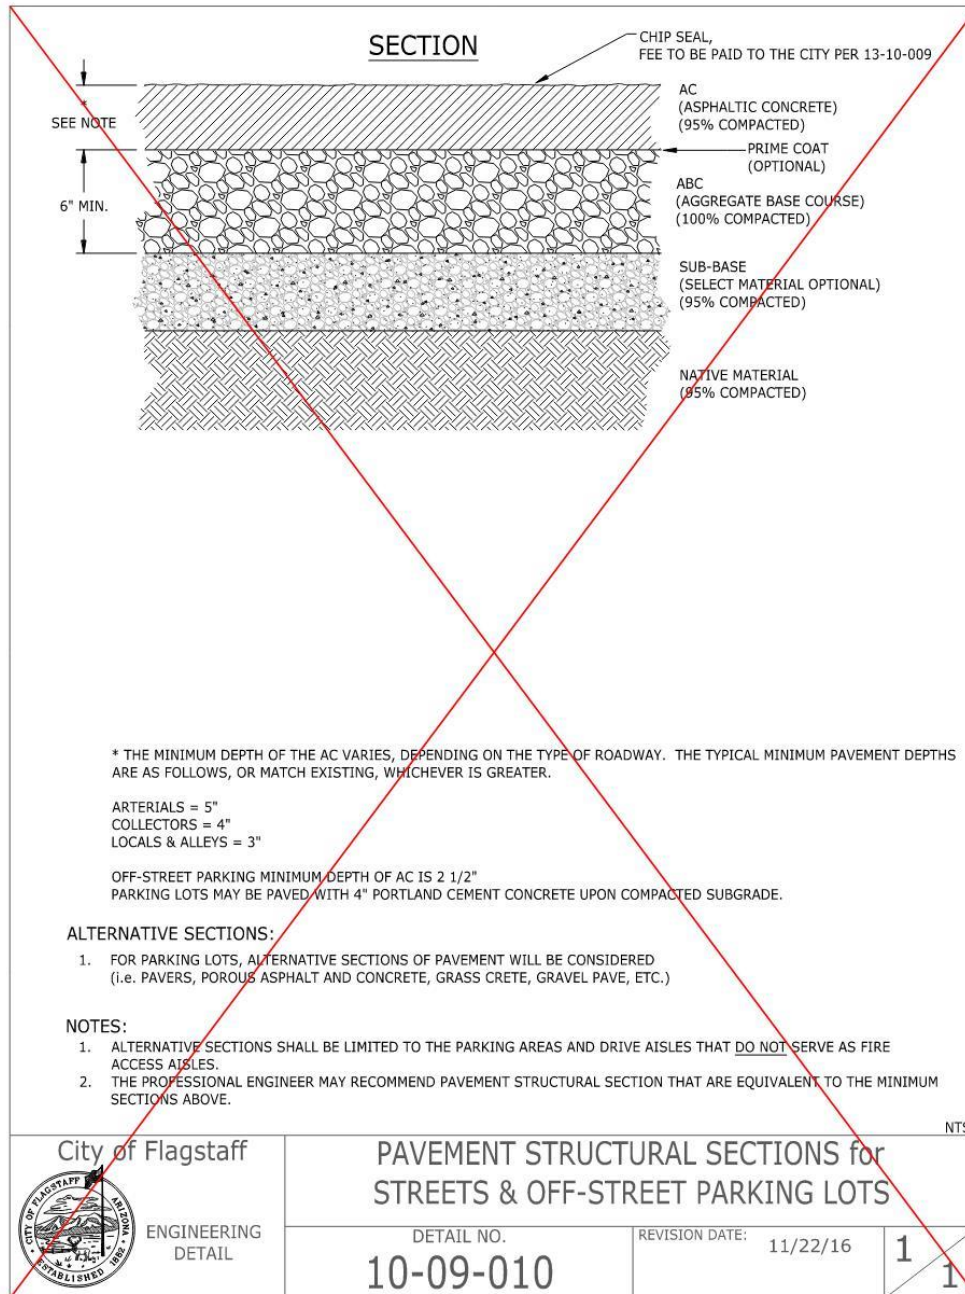 SECTION
CHIP SEAL,
FEE TO BE PAID TO THE CITY PER 13-10-009
*
SEE NOTE
AC
(ASPHALTIC CONCRETE)
(95% COMPACTED)
PRIME COAT
(OPTIONAL)
6" MIN.
ABC
(AGGREGATE BASE COURSE)
(100% COMPACTED)
SUB-BASE
(SELECT MATERIAL OPTIONAL)
(95% COMPACTED)
NATIVE MATERIAL
(95% COMPACTED)
* THE MINIMUM DEPTH OF THE AC VARIES, DEPENDING ON THE TYPE OF ROADWAY. THE TYPICAL MINIMUM PAVEMENT DEPTHS
ARE AS FOLLOWS, OR MATCH EXISTING, WHICHEVER IS GREATER.
ARTERIALS = 5"
COLLECTORS = 4"
LOCALS & ALLEYS = 3"
OFF-STREET PARKING MINIMUM DEPTH OF AC IS 2 1/2"
PARKING LOTS MAY BE PAVED WITH 4" PORTLAND CEMENT CONCRETE UPON COMPACTED SUBGRADE.
ALTERNATIVE SECTIONS:
1. FOR PARKING LOTS, ALTERNATIVE SECTIONS OF PAVEMENT WILL BE CONSIDERED
(i.e. PAVERS, POROUS ASPHALT AND CONCRETE, GRASS CRETE, GRAVEL PAVE, ETC.)
NOTES:
1. ALTERNATIVE SECTIONS SHALL BE LIMITED TO THE PARKING AREAS AND DRIVE AISLES THAT DO NOT SERVE AS FIRE
ACCESS AISLES.
2. THE PROFESSIONAL ENGINEER MAY RECOMMEND PAVEMENT STRUCTURAL SECTION THAT ARE EQUIVALENT TO THE MINIMUM
SECTIONS ABOVE.
NTS
City of Flagstaff
CITY OF FLAGSTAFF ARIZONA
ESTABLISHED 1882
ENGINEERING
DETAIL
PAVEMENT STRUCTURAL SECTIONS for
STREETS & OFF-STREET PARKING LOTS
DETAIL NO.
10-09-010
REVISION DATE: 11/22/16
1
1